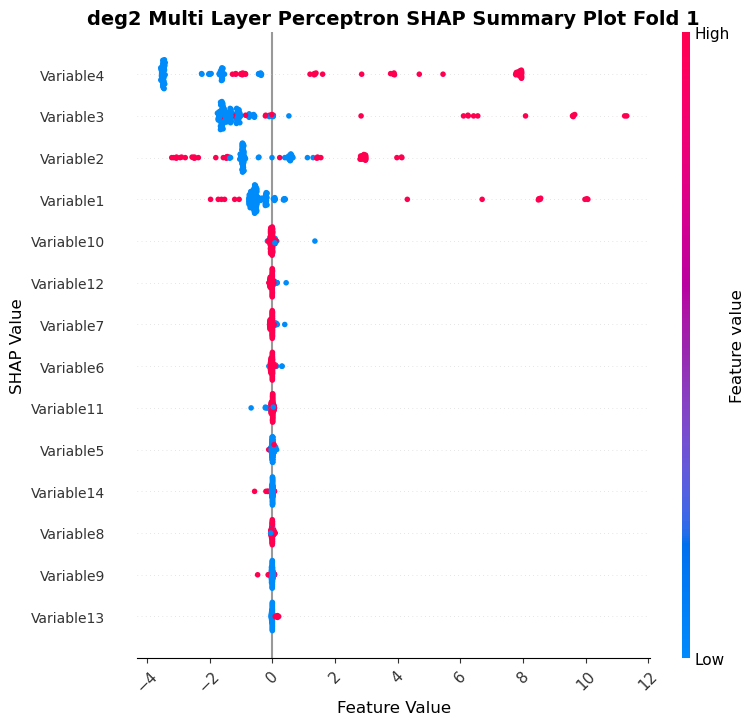 deg2 Multi Layer Perceptron SHAP Summary Plot Fold 1
High
Variable4
Variable3
Variable2
Variable1
Variable10
Variable12
Variable7
Variable6
Variable11
Variable5
Variable14
Variable8
Variable9
Variable13
SHAP Value
Feature value
Low
−4
−2
0
2
4
6
8
10
12
Feature Value